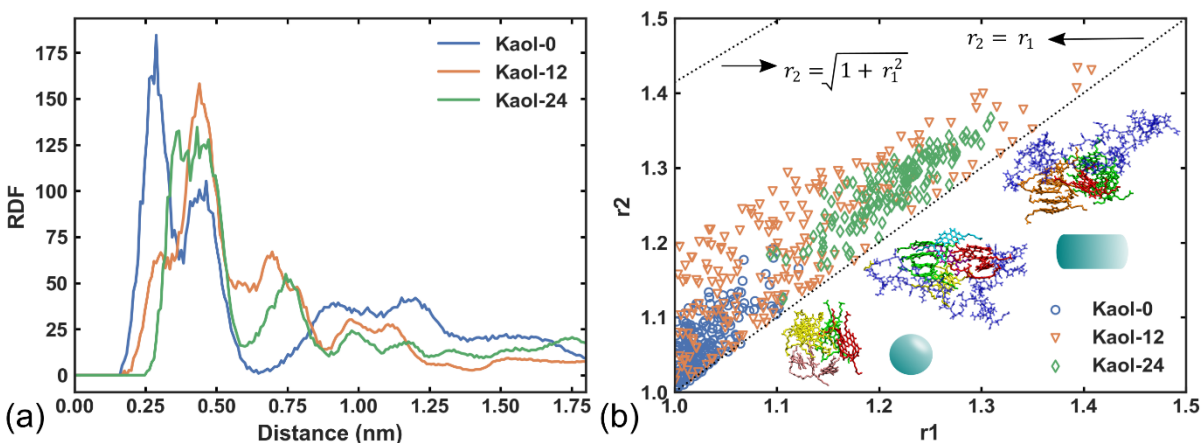 175
150
125
100
75
50
25
0
RDF
Kaol-0
Kaol-12
Kaol-24
0.00 0.25 0.50 0.75 1.00 1.25 1.50 1.75
Distance (nm)
(a)
1.5
1.4
1.3
1.2
1.1
1.0
r2
r₂ = r₁
r₂ = √1 + r₁²
Kaol-0
Kaol-12
Kaol-24
1.0 1.1 1.2 1.3 1.4 1.5
r1
(b)